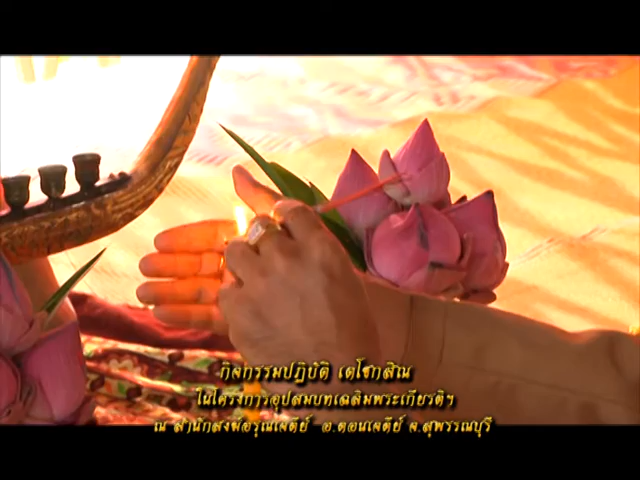 กิจกรรมปฏิบัติ เตโชกสิณ
ในโครงการอุปสมบทเฉลิมพระเกียรติฯ
ณ สำนักสงฆ์อรุณเจดีย์ อ.ดอนเจดีย์ จ.สุพรรณบุรี